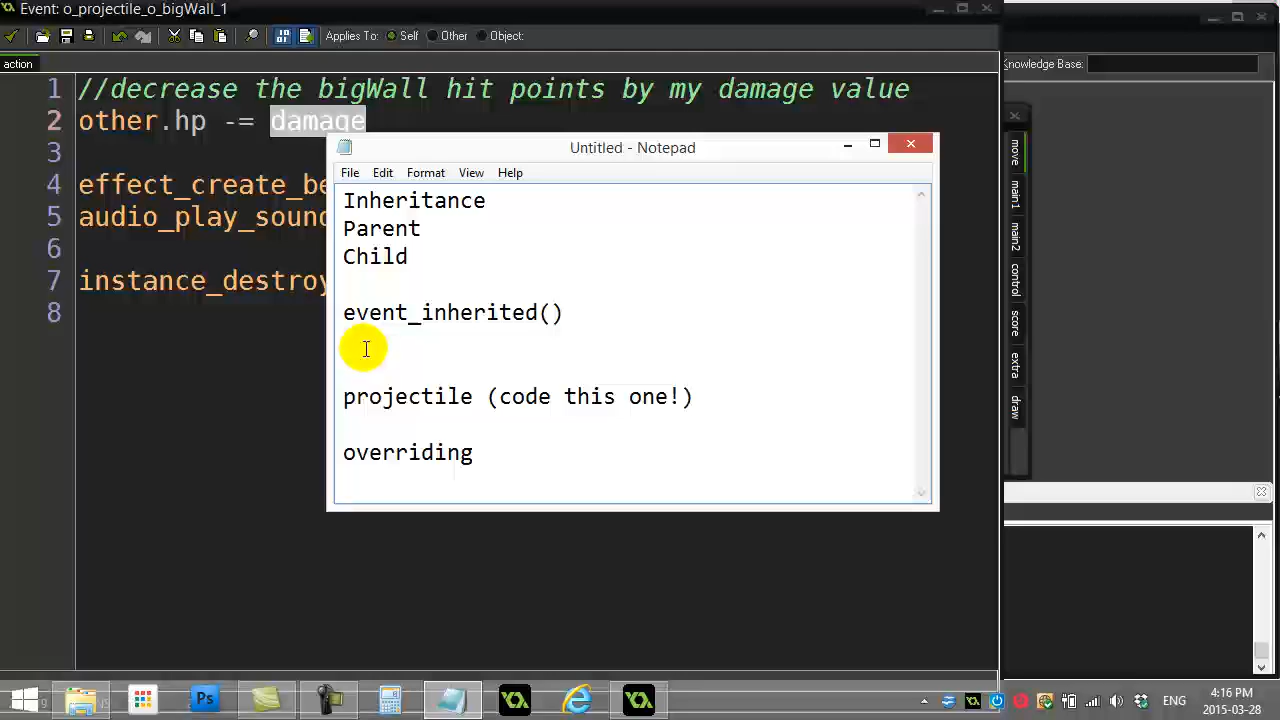 Event: o_projectile_o_bigWall_1
Applies To: Self Other Object:
action
1 //decrease the bigWall hit points by my damage value
2 other.hp -= damage
3
4 effect_create_be
5 audio_play_sound
6
7 instance_destroy
8
Untitled - Notepad
File Edit Format View Help
Inheritance
Parent
Child
event_inherited()
projectile (code this one!)
overriding
Knowledge Base:
move
main1
main2
control
score
extra
draw
Ps
ENG
4:16 PM
2015-03-28